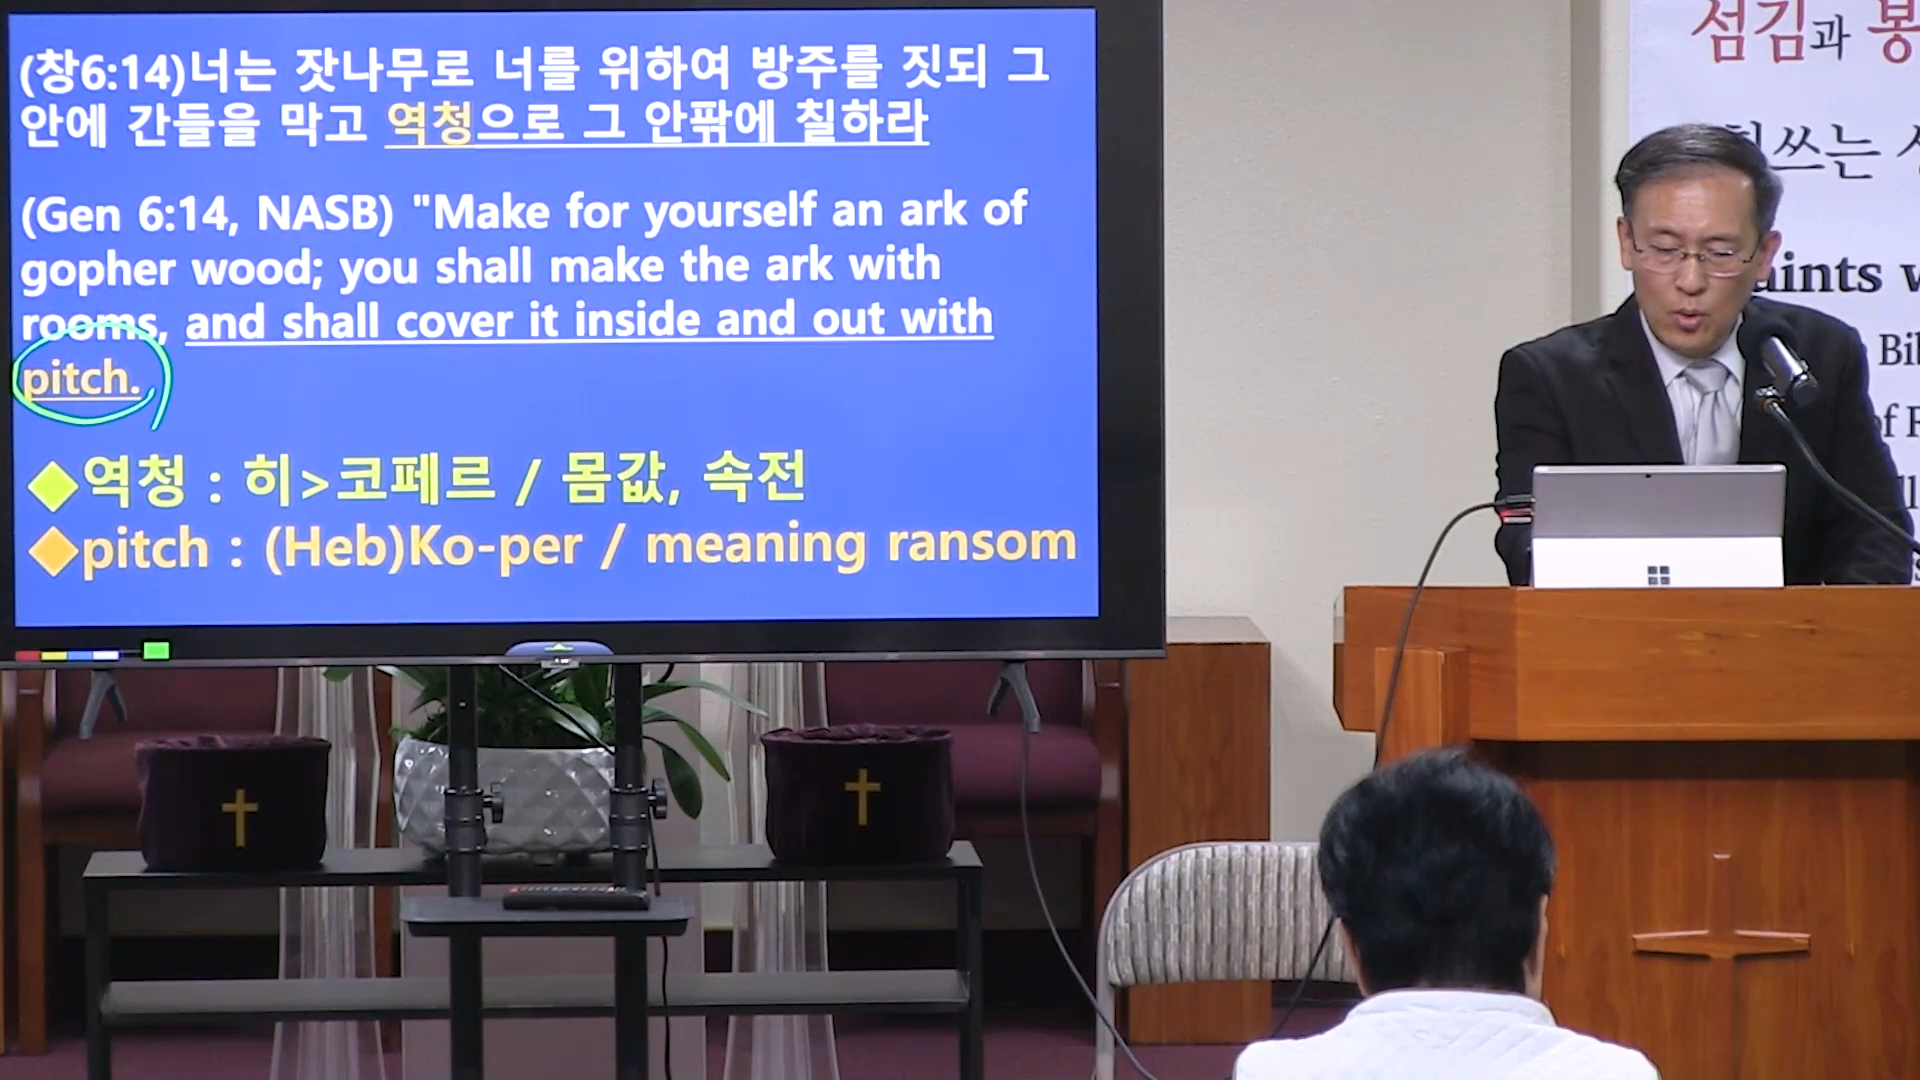 (창6:14)너는 잣나무로 너를 위하여 방주를 짓되 그
안에 간들을 막고 역청으로 그 안팎에 칠하라
(Gen 6:14, NASB) "Make for yourself an ark of
gopher wood; you shall make the ark with
rooms, and shall cover it inside and out with
pitch.
◆역청 : 히>코페르 / 몸값, 속전
◆pitch : (Heb)Ko-per / meaning ransom
섬김과 봉
쓰는